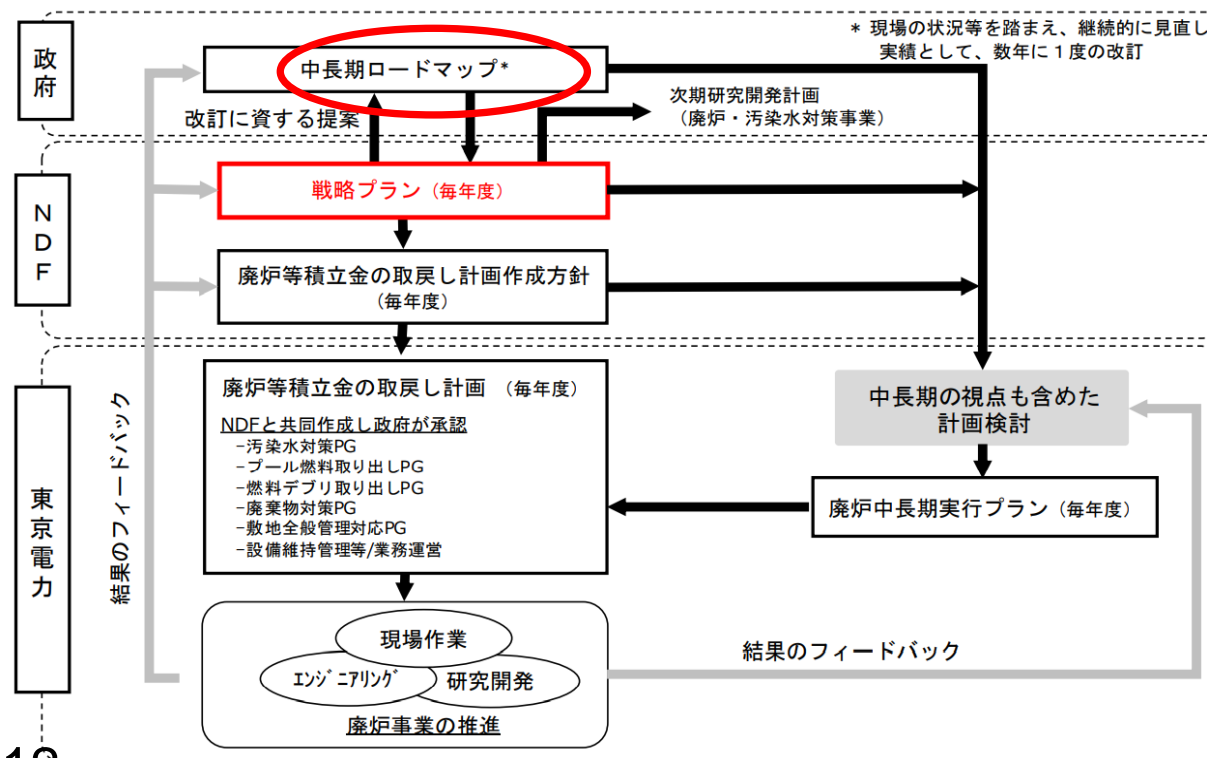 政府
* 現場の状況等を踏まえ、継続的に見直し
実績として、数年に1度の改訂
中長期ロードマップ*
改訂に資する提案
次期研究開発計画
（廃炉・汚染水対策事業）
NDF
戦略プラン（毎年度）
廃炉等積立金の取戻し計画作成方針
（毎年度）
東京電力
結果のフィードバック
廃炉等積立金の取戻し計画 （毎年度）
NDFと共同作成し政府が承認
-汚染水対策PG
-プール燃料取り出しPG
-燃料デブリ取り出しPG
-廃棄物対策PG
-敷地全般管理対応PG
-設備維持管理等/業務運営
中長期の視点も含めた
計画検討
廃炉中長期実行プラン（毎年度）
現場作業
ｴﾝｼﾞﾆｱﾘﾝｸﾞ
研究開発
廃炉事業の推進
結果のフィードバック